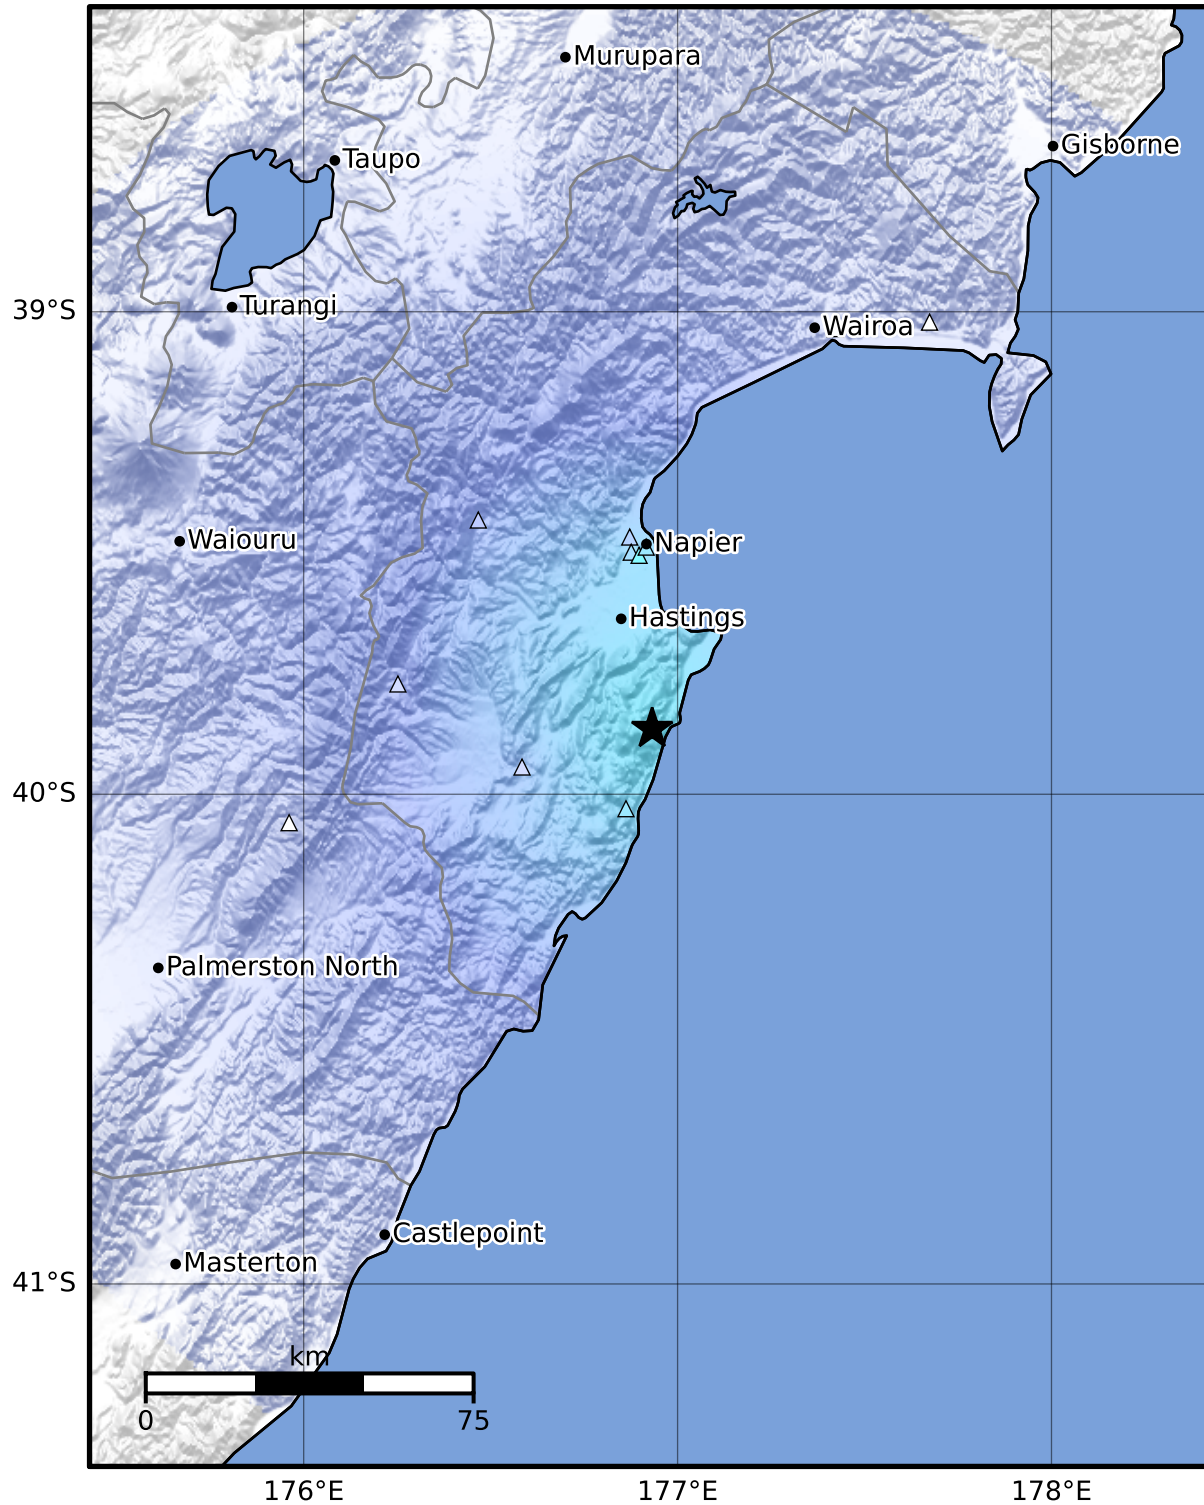 Murupara
Gisborne
Taupo
Turangi
39°S
Wairoa
Waiouru
Napier
Hastings
40°S
Palmerston North
Castlepoint
Masterton
41°S
km
0
75
176°E
177°E
178°E